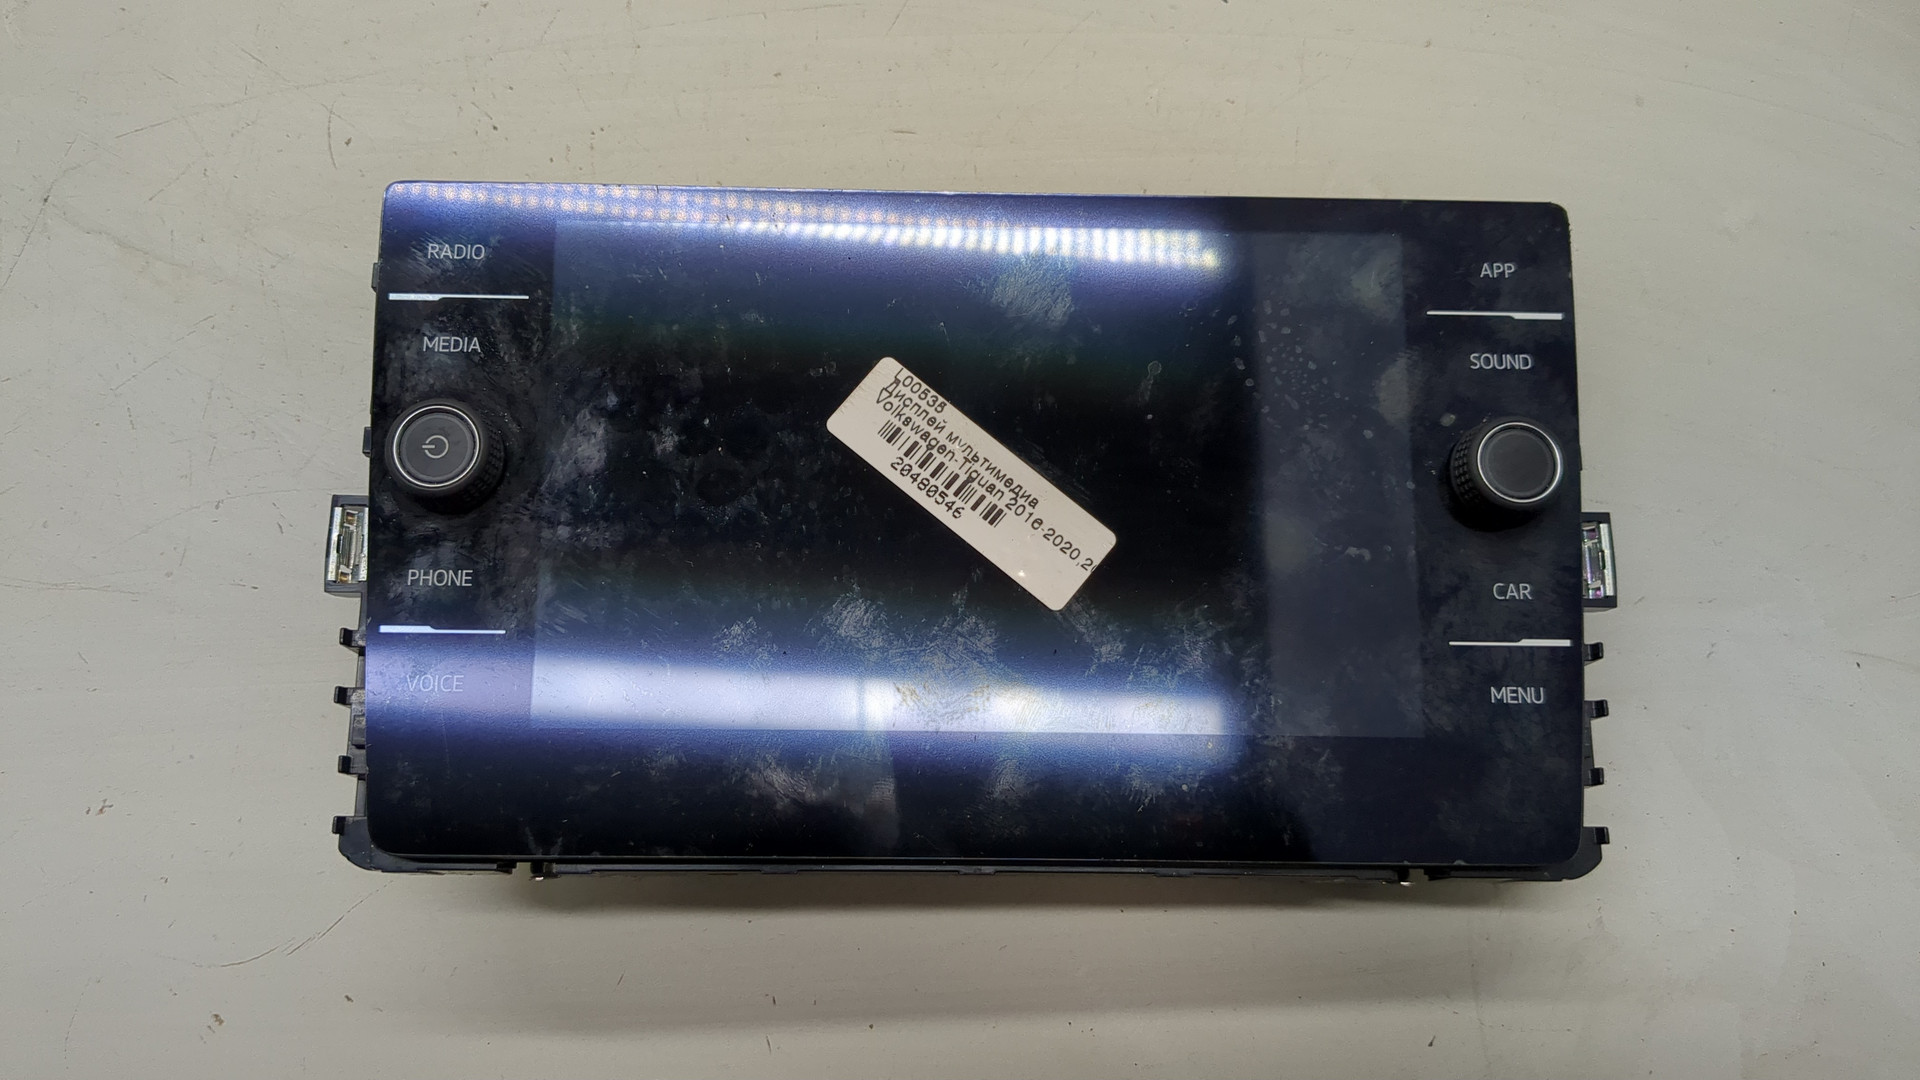 RADIO
MEDIA
PHONE
VOICE
L00538
Дисплей мультимедиа
Volkswagen-Tiguan 2016-2020,2
20480546
APP
SOUND
CAR
MENU